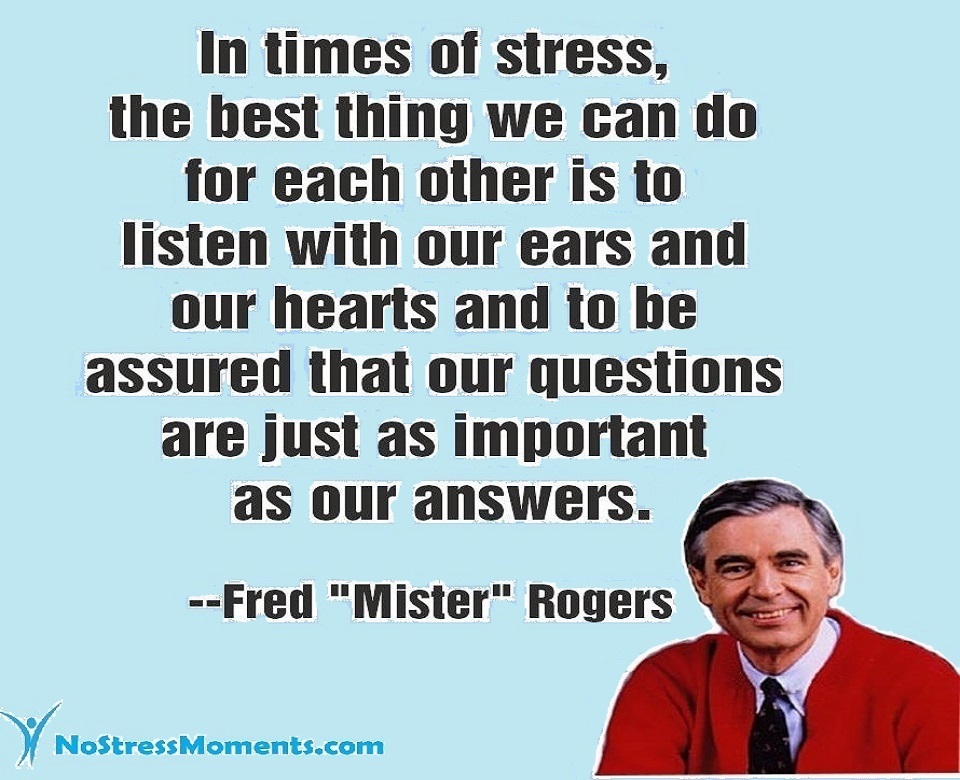 In times of stress,
the best thing we can do
for each other is to
listen with our ears and
our hearts and to be
assured that our questions
are just as important
as our answers.
--Fred "Mister" Rogers
NoStressMoments.com